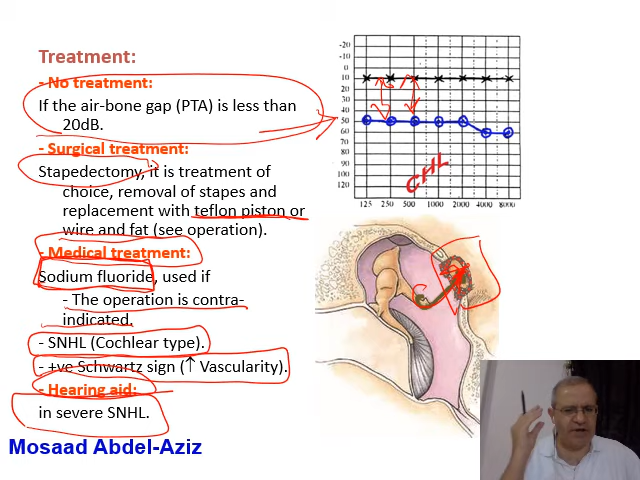 Treatment:
- No treatment:
If the air-bone gap (PTA) is less than
20dB.
- Surgical treatment:
Stapedectomy, it is treatment of
choice, removal of stapes and
replacement with teflon piston or
wire and fat (see operation).
- Medical treatment:
Sodium fluoride, used if
- The operation is contra-
indicated.
- SNHL (Cochlear type).
- +ve Schwartz sign (↑ Vascularity).
- Hearing aid:
in severe SNHL.
Mosaad Abdel-Aziz
-20
-10
0
10
20
30
40
50
60
70
80
90
100
110
120
125 250 500 1000 2000 4000 8000
CHL